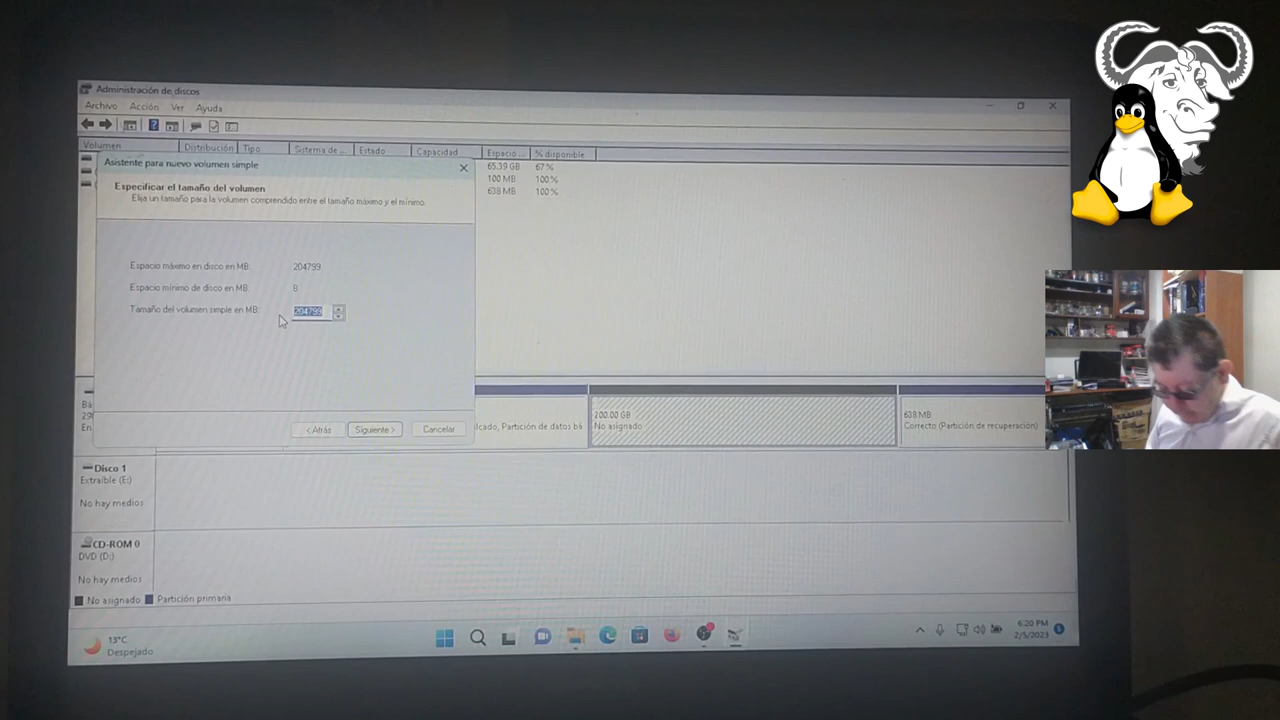 Administración de discos
Archivo Acción Ver Ayuda
Volumen Distribución Tipo Sistema de ... Estado Capacidad Espacio ... % disponible
65.39 GB 67 %
100 MB 100 %
638 MB 100 %
Asistente para nuevo volumen simple
Especificar el tamaño del volumen
Elija un tamaño para la volumen comprendido entre el tamaño máximo y el mínimo.
Espacio máximo en disco en MB: 204799
Espacio mínimo de disco en MB: 8
Tamaño del volumen simple en MB: 204799
< Atrás Siguiente > Cancelar
Bá
En
lcado, Partición de datos bá
200.00 GB
No asignado
638 MB
Correcto (Partición de recuperación)
Disco 1
Extraíble (E:)
No hay medios
CD-ROM 0
DVD (D:)
No hay medios
No asignado Partición primaria
13°C
Despejado
6:20 PM
2/5/2023